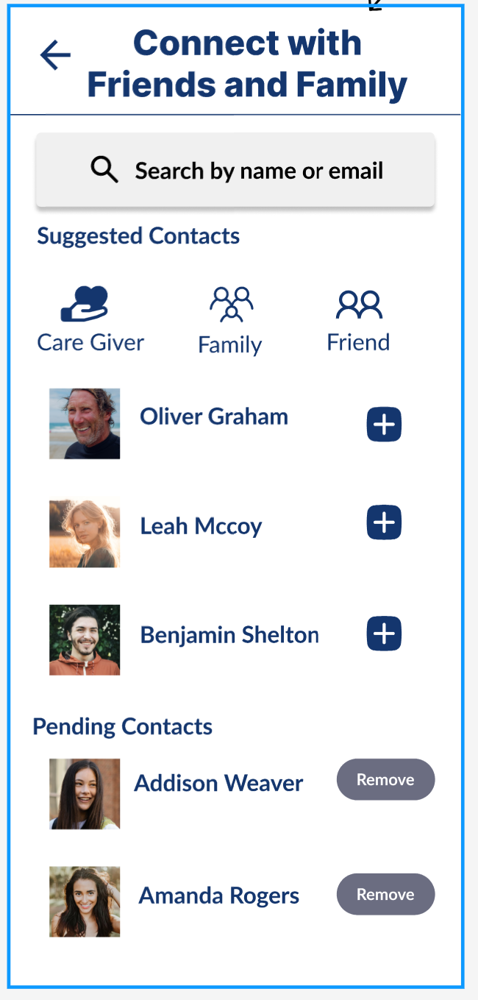 Connect with
Friends and Family
Search by name or email
Suggested Contacts
Care Giver
Family
Friend
Oliver Graham
Leah Mccoy
Benjamin Shelton
Pending Contacts
Addison Weaver
Remove
Amanda Rogers
Remove